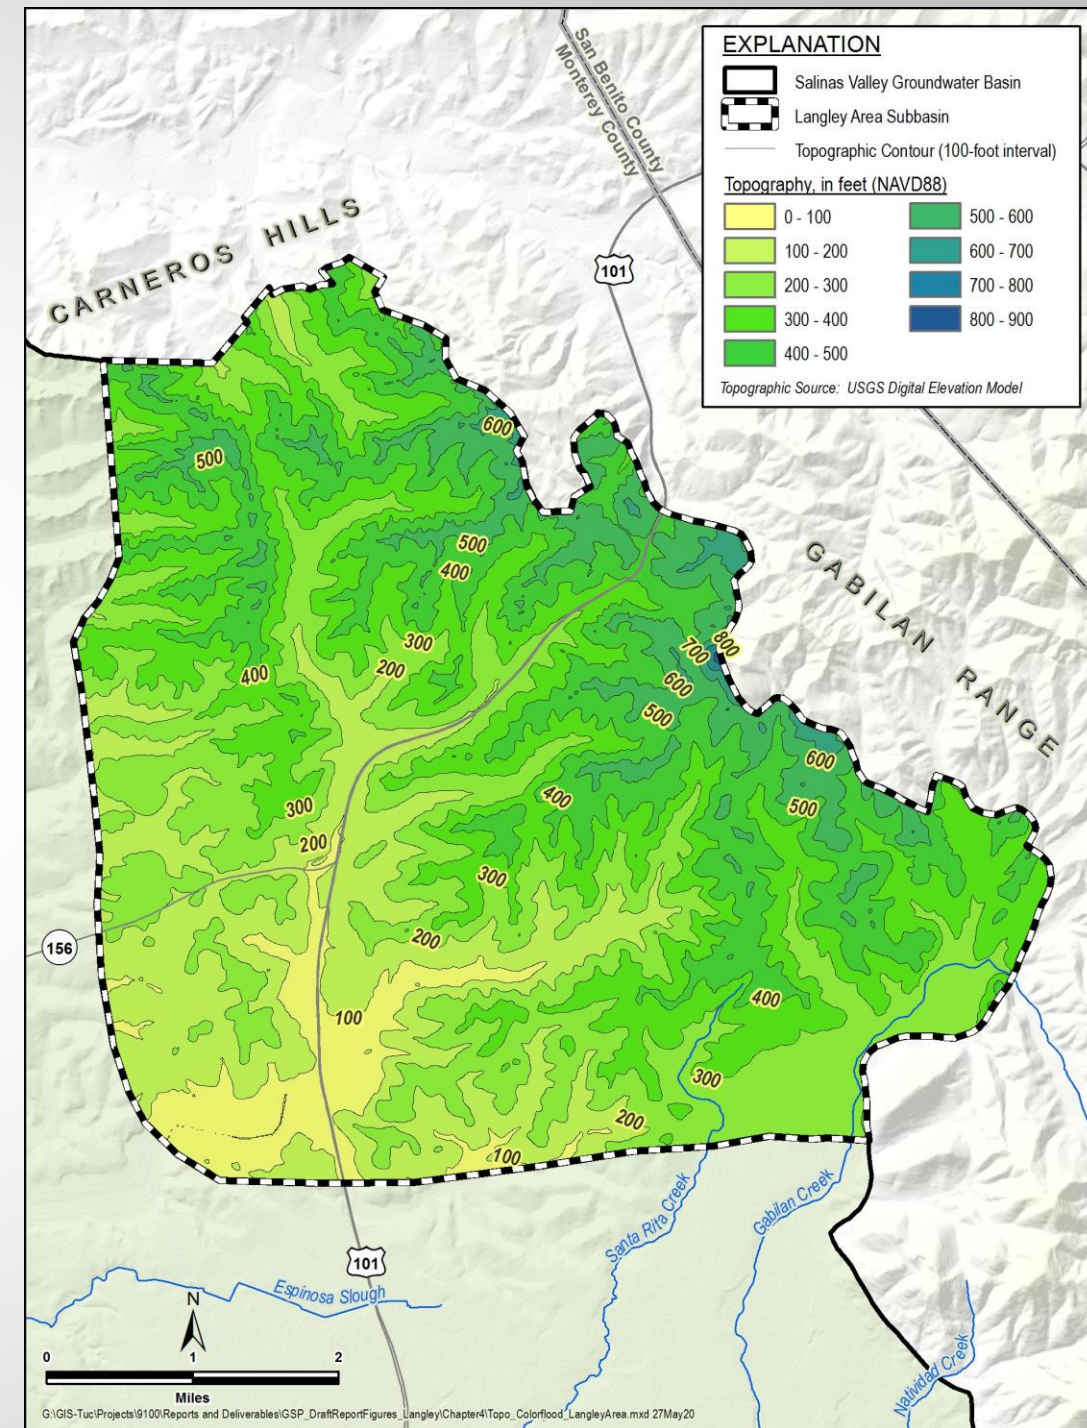 EXPLANATION
Salinas Valley Groundwater Basin
Langley Area Subbasin
Topographic Contour (100-foot interval)
Topography, in feet (NAVD88)
0 - 100
100 - 200
200 - 300
300 - 400
400 - 500
500 - 600
600 - 700
700 - 800
800 - 900
Topographic Source: USGS Digital Elevation Model
San Benito County
Monterey County
CARNEROS HILLS
101
GABILAN RANGE
600
500
500
400
300
200
400
800
700
600
500
600
500
400
300
200
300
200
156
100
400
300
200
100
Santa Rita Creek
Gabilan Creek
101
Espinosa Slough
Natividad Creek
N
0 1 2
Miles
G:\GIS-Tuc\Projects\9100\Reports and Deliverables\GSP_DraftReportFigures_Langley\Chapter4\Topo_Colorflood_LangleyArea.mxd 27May20